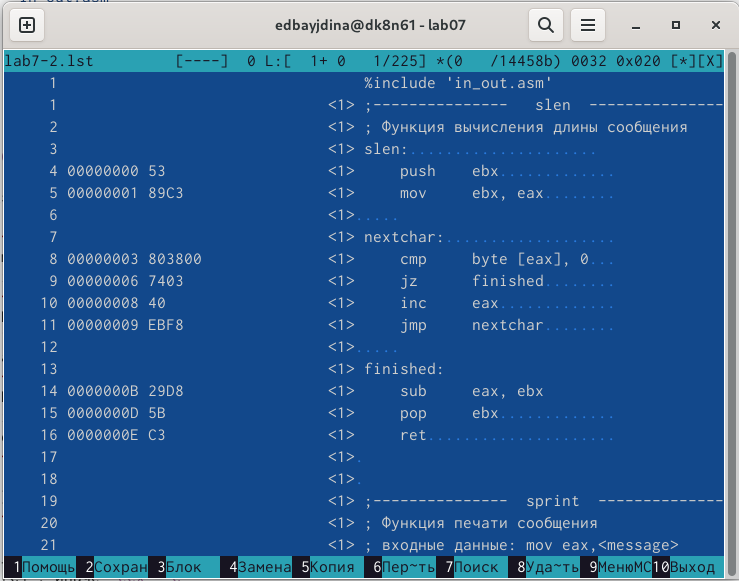 edbayjdina@dk8n61 - lab07
lab7-2.lst [----] 0 L:[ 1+ 0 1/225] *(0 /14458b) 0032 0x020 [*][X]
1 %include 'in_out.asm'
1 <1> ;--------------- slen ---------------
2 <1> ; Функция вычисления длины сообщения
3 <1> slen:.....................
4 00000000 53 <1> push ebx.............
5 00000001 89C3 <1> mov ebx, eax........
6 <1>.....
7 <1> nextchar:...................
8 00000003 803800 <1> cmp byte [eax], 0...
9 00000006 7403 <1> jz finished........
10 00000008 40 <1> inc eax.............
11 00000009 EBF8 <1> jmp nextchar........
12 <1>.....
13 <1> finished:
14 0000000B 29D8 <1> sub eax, ebx
15 0000000D 5B <1> pop ebx.............
16 0000000E C3 <1> ret.....................
17 <1>.
18 <1>.
19 <1> ;--------------- sprint --------------
20 <1> ; Функция печати сообщения
21 <1> ; входные данные: mov eax,<message>
1Помощь 2Сохран 3Блок 4Замена 5Копия 6Пер~ть 7Поиск 8Уда~ть 9МенюMC 10Выход